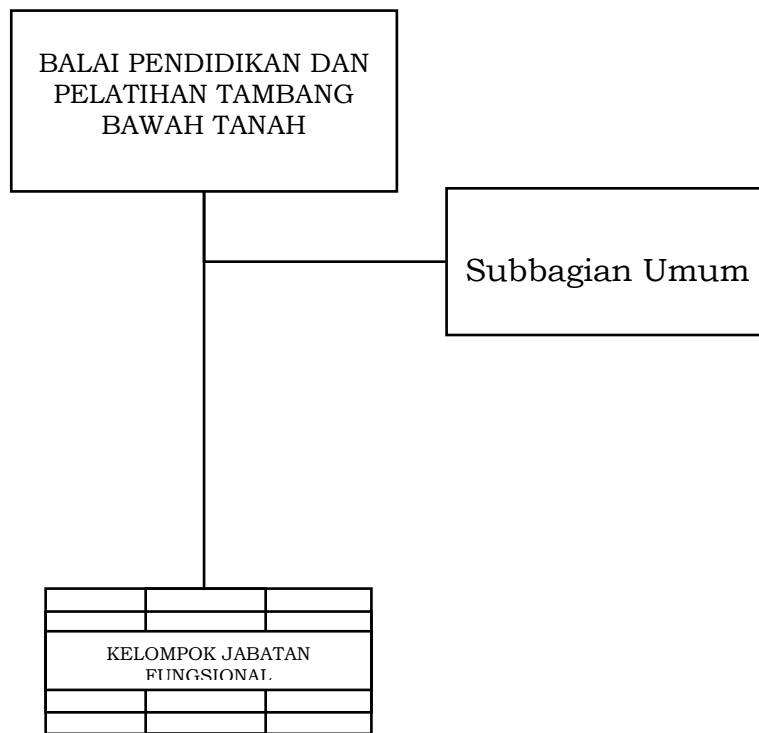 BALAI PENDIDIKAN DAN
PELATIHAN TAMBANG
BAWAH TANAH
Subbagian Umum
KELOMPOK JABATAN
FUNGSIONAL